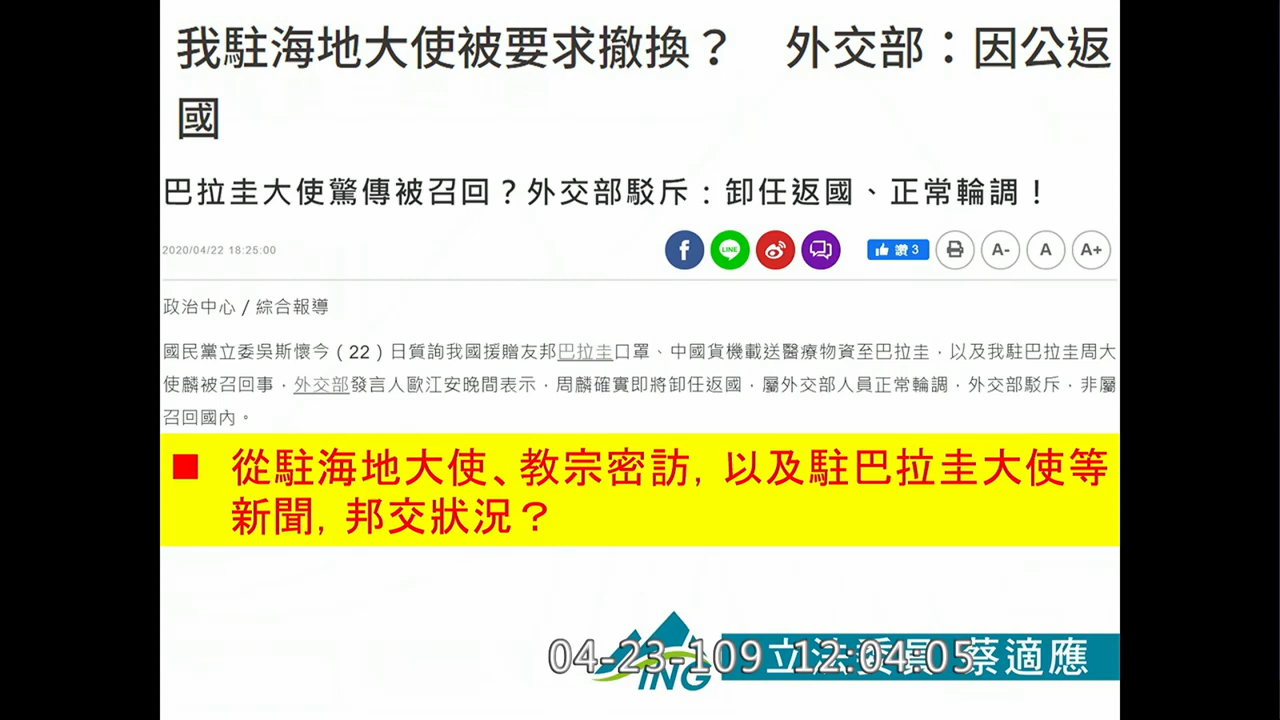 我駐海地大使被要求撤換？　外交部：因公返
國
巴拉圭大使驚傳被召回？外交部駁斥：卸任返國、正常輪調！
2020/04/22 18:25:00
f
LINE
讚 3
A-
A
A+
政治中心 / 綜合報導
國民黨立委吳斯懷今（22）日質詢我國援贈友邦巴拉圭口罩、中國貨機載送醫療物資至巴拉圭，以及我駐巴拉圭周大
使麟被召回事，外交部發言人歐江安晚間表示，周麟確實即將卸任返國，屬外交部人員正常輪調，外交部駁斥，非屬
召回國內。
■ 從駐海地大使、教宗密訪，以及駐巴拉圭大使等
新聞，邦交狀況？
04-23-109 12:04:05
ING
立法委員 蔡適應